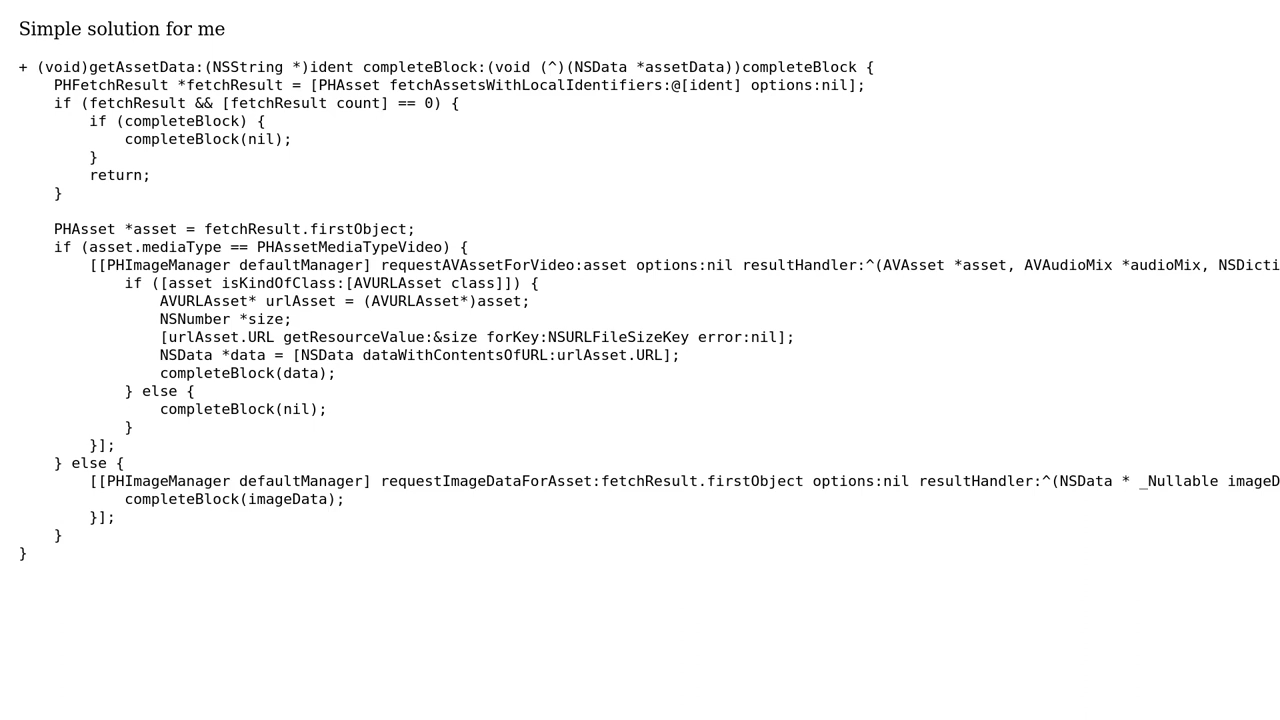 Simple solution for me
+ (void)getAssetData:(NSString *)ident completeBlock:(void (^)(NSData *assetData))completeBlock {
    PHFetchResult *fetchResult = [PHAsset fetchAssetsWithLocalIdentifiers:@[ident] options:nil];
    if (fetchResult && [fetchResult count] == 0) {
        if (completeBlock) {
            completeBlock(nil);
        }
        return;
    }

    PHAsset *asset = fetchResult.firstObject;
    if (asset.mediaType == PHAssetMediaTypeVideo) {
        [[PHImageManager defaultManager] requestAVAssetForVideo:asset options:nil resultHandler:^(AVAsset *asset, AVAudioMix *audioMix, NSDicti
            if ([asset isKindOfClass:[AVURLAsset class]]) {
                AVURLAsset* urlAsset = (AVURLAsset*)asset;
                NSNumber *size;
                [urlAsset.URL getResourceValue:&size forKey:NSURLFileSizeKey error:nil];
                NSData *data = [NSData dataWithContentsOfURL:urlAsset.URL];
                completeBlock(data);
            } else {
                completeBlock(nil);
            }
        }];
    } else {
        [[PHImageManager defaultManager] requestImageDataForAsset:fetchResult.firstObject options:nil resultHandler:^(NSData * _Nullable imageD
            completeBlock(imageData);
        }];
    }
}